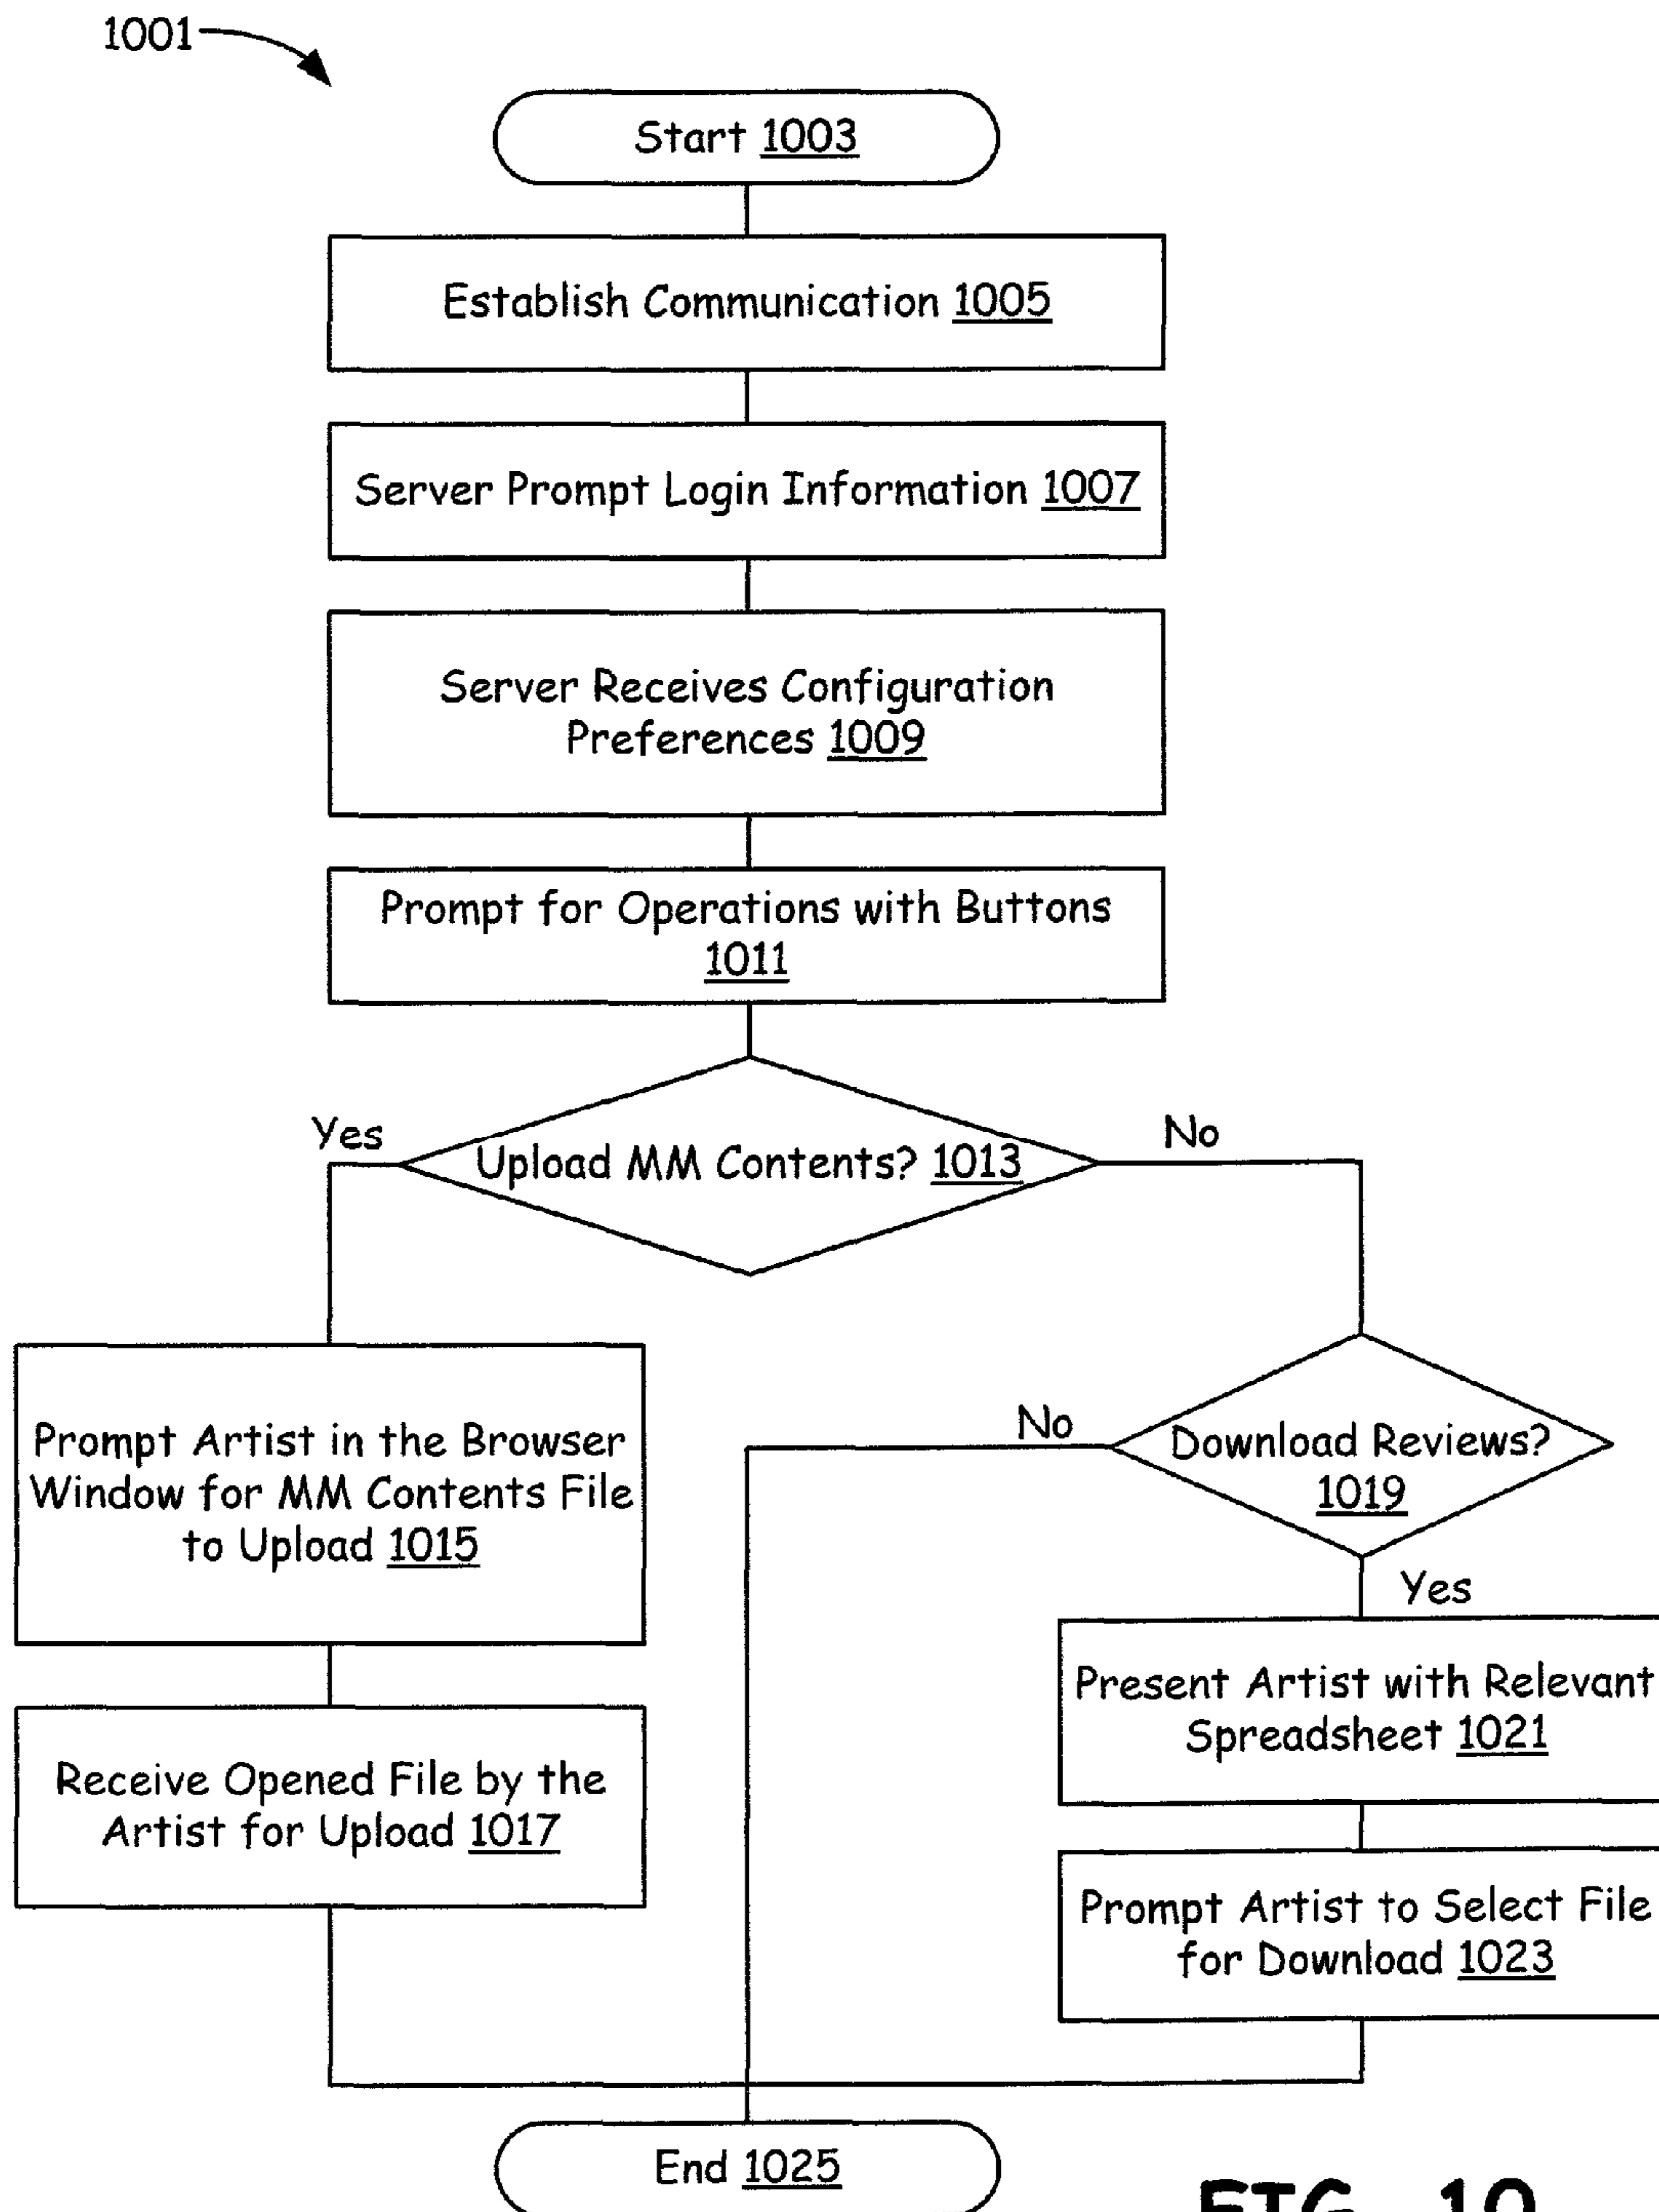 1001
Start 1003
Establish Communication 1005
Server Prompt Login Information 1007
Server Receives Configuration
Preferences 1009
Prompt for Operations with Buttons
1011
Yes
Upload MM Contents? 1013
No
Prompt Artist in the Browser
Window for MM Contents File
to Upload 1015
Receive Opened File by the
Artist for Upload 1017
No
Download Reviews?
1019
Yes
Present Artist with Relevant
Spreadsheet 1021
Prompt Artist to Select File
for Download 1023
End 1025
FIG. 10